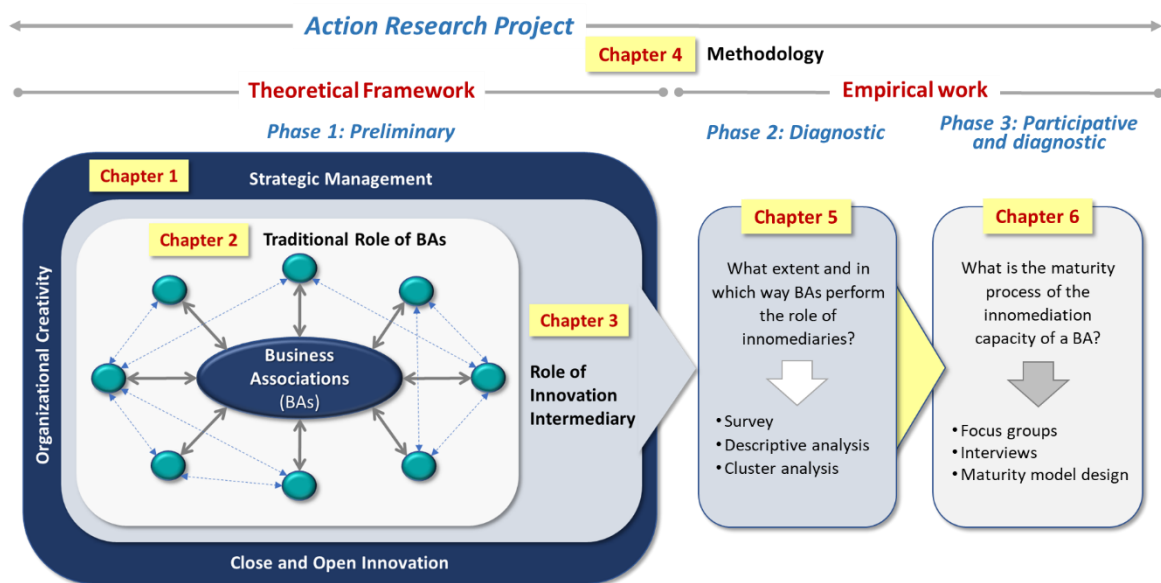 Action Research Project
Chapter 4 Methodology
Theoretical Framework
Empirical work
Phase 1: Preliminary
Phase 2: Diagnostic
Phase 3: Participative
and diagnostic
Chapter 1
Strategic Management
Organizational Creativity
Chapter 2
Traditional Role of BAs
Business
Associations
(BAs)
Chapter 3
Role of
Innovation
Intermediary
Close and Open Innovation
Chapter 5
What extent and in
which way BAs perform
the role of
innomediaries?
• Survey
• Descriptive analysis
• Cluster analysis
Chapter 6
What is the maturity
process of the
innomediation
capacity of a BA?
• Focus groups
• Interviews
• Maturity model design